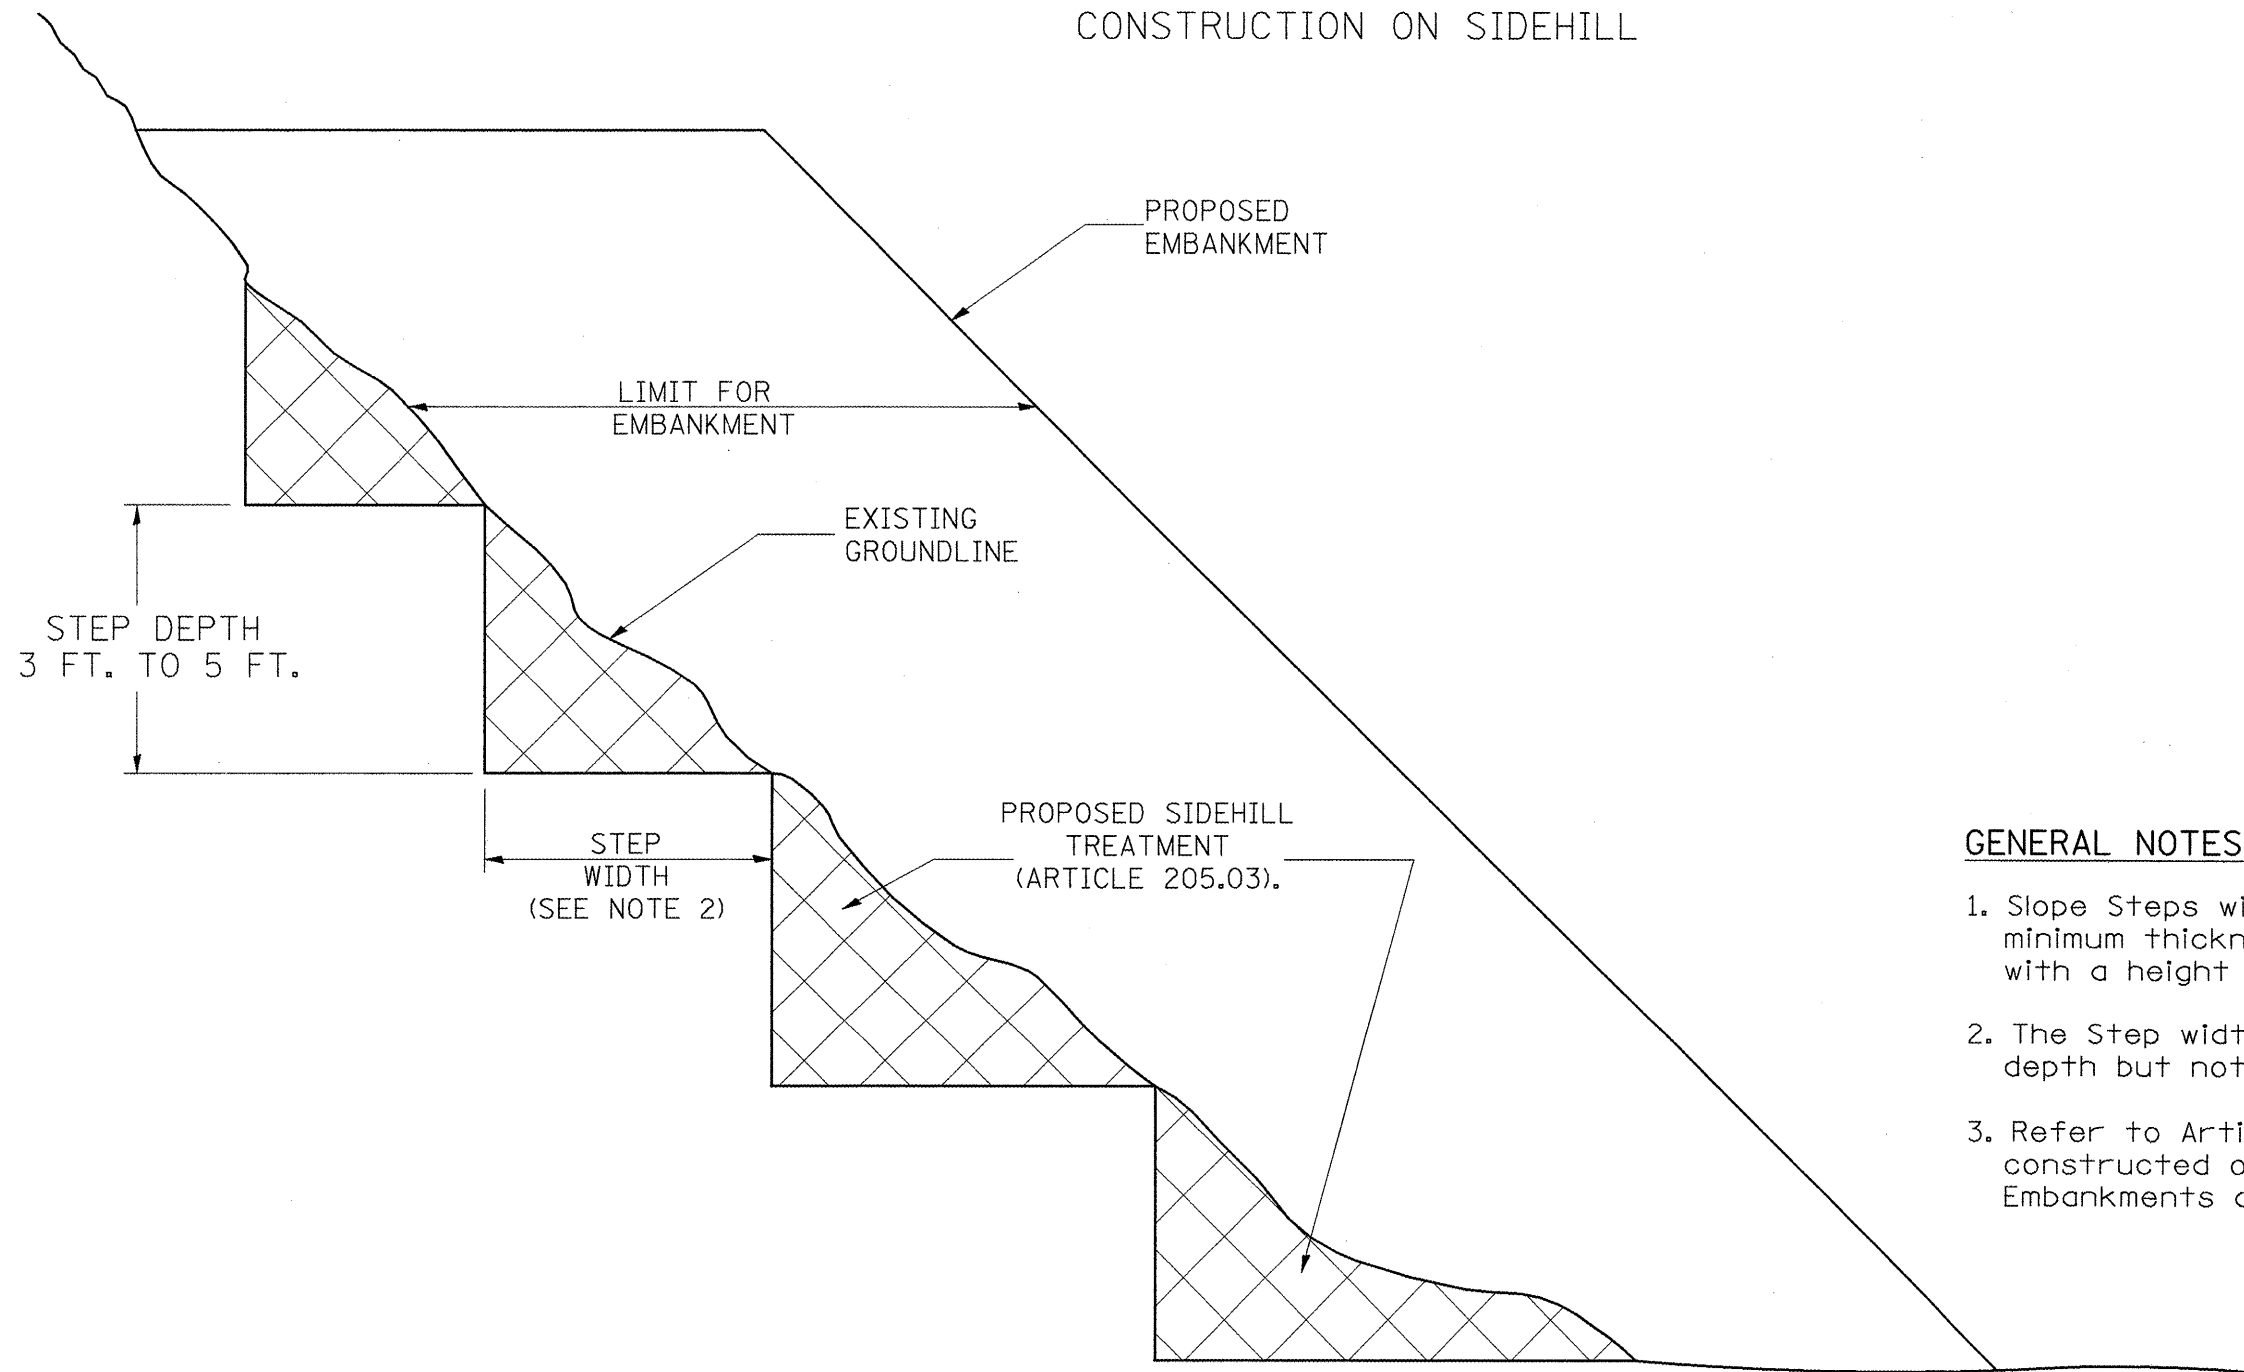 CONSTRUCTION ON SIDEHILL
PROPOSED
EMBANKMENT
LIMIT FOR
EMBANKMENT
EXISTING
GROUNDLINE
STEP DEPTH
3 FT. TO 5 FT.
STEP
WIDTH
(SEE NOTE 2)
PROPOSED SIDEHILL
TREATMENT
(ARTICLE 205.03).
GENERAL NOTES
1. Slope Steps wi
minimum thickn
with a height
2. The Step widt
depth but not
3. Refer to Arti
constructed o
Embankments